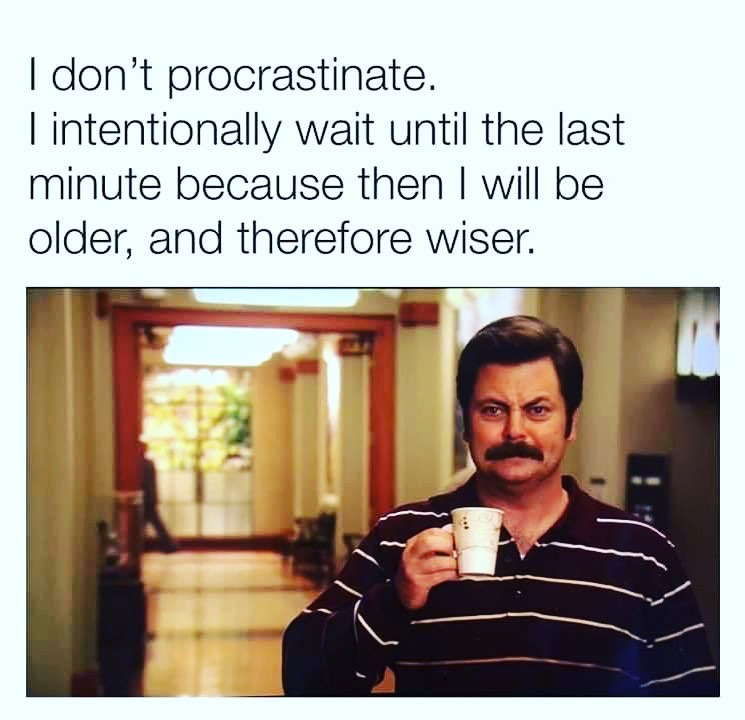 I don’t procrastinate.
I intentionally wait until the last
minute because then I will be
older, and therefore wiser.